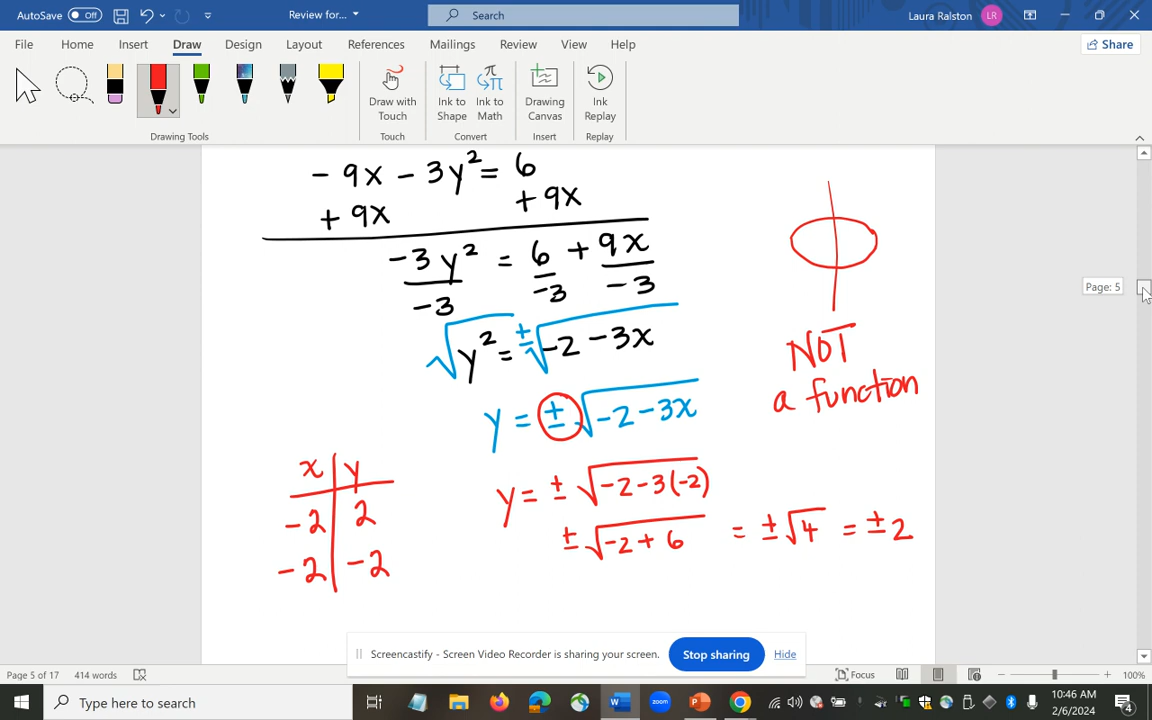 AutoSave Off
Review for...
Search
Laura Ralston LR
File Home Insert Draw Design Layout References Mailings Review View Help Share
Draw with Touch
Ink to Shape
Ink to Math
Drawing Canvas
Ink Replay
Drawing Tools Touch Convert Insert Replay
- 9x - 3y² = 6
+ 9x + 9x
-3y² = 6 + 9x
-3 -3 -3
√y² = ±√-2 - 3x
NOT
a function
y = ±√-2 - 3x
x y
-2 2
-2 -2
y = ±√-2 - 3(-2)
±√-2 + 6 = ±√4 = ±2
Page: 5
Screencastify - Screen Video Recorder is sharing your screen. Stop sharing Hide
Page 5 of 17 414 words Focus 100%
Type here to search
10:46 AM
2/6/2024
4